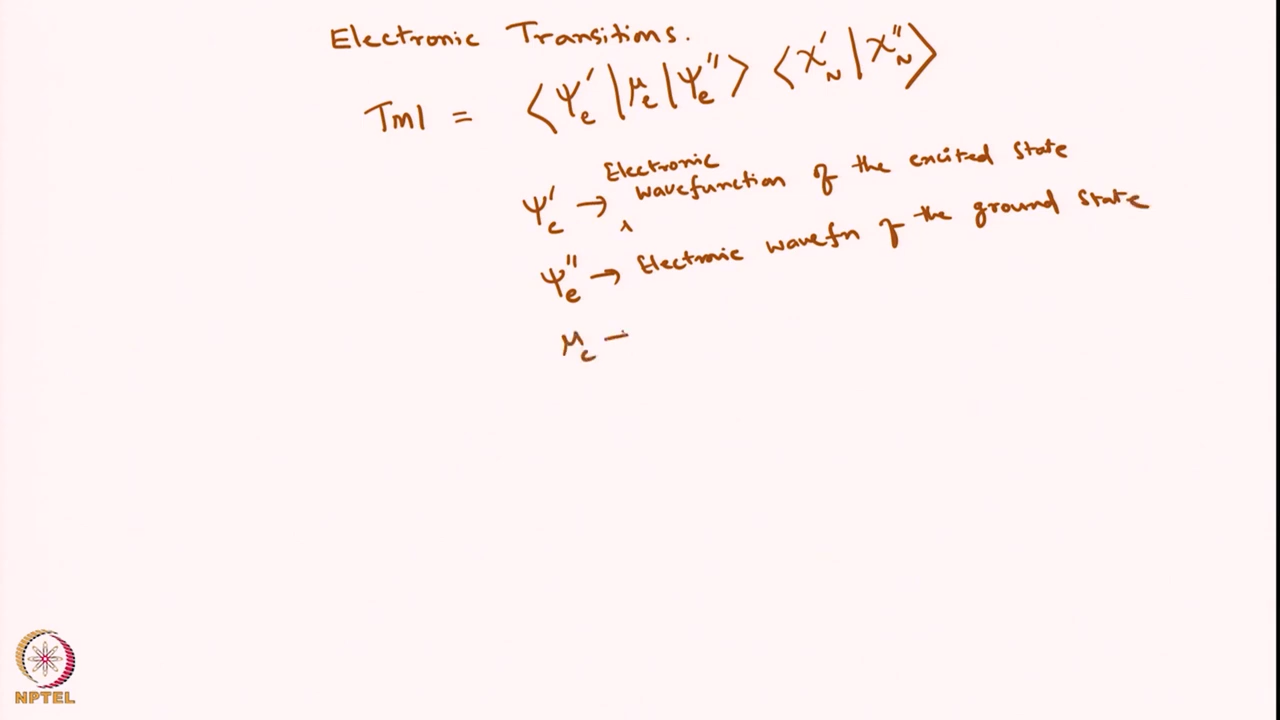 Electronic Transitions.
TmI = ⟨ψ'e | μe | ψ''e⟩ ⟨χ'N | χ''N⟩
ψ'e → Electronic
wavefunction of the excited state
ψ''e → Electronic wavefn of the ground state
μe –
NPTEL